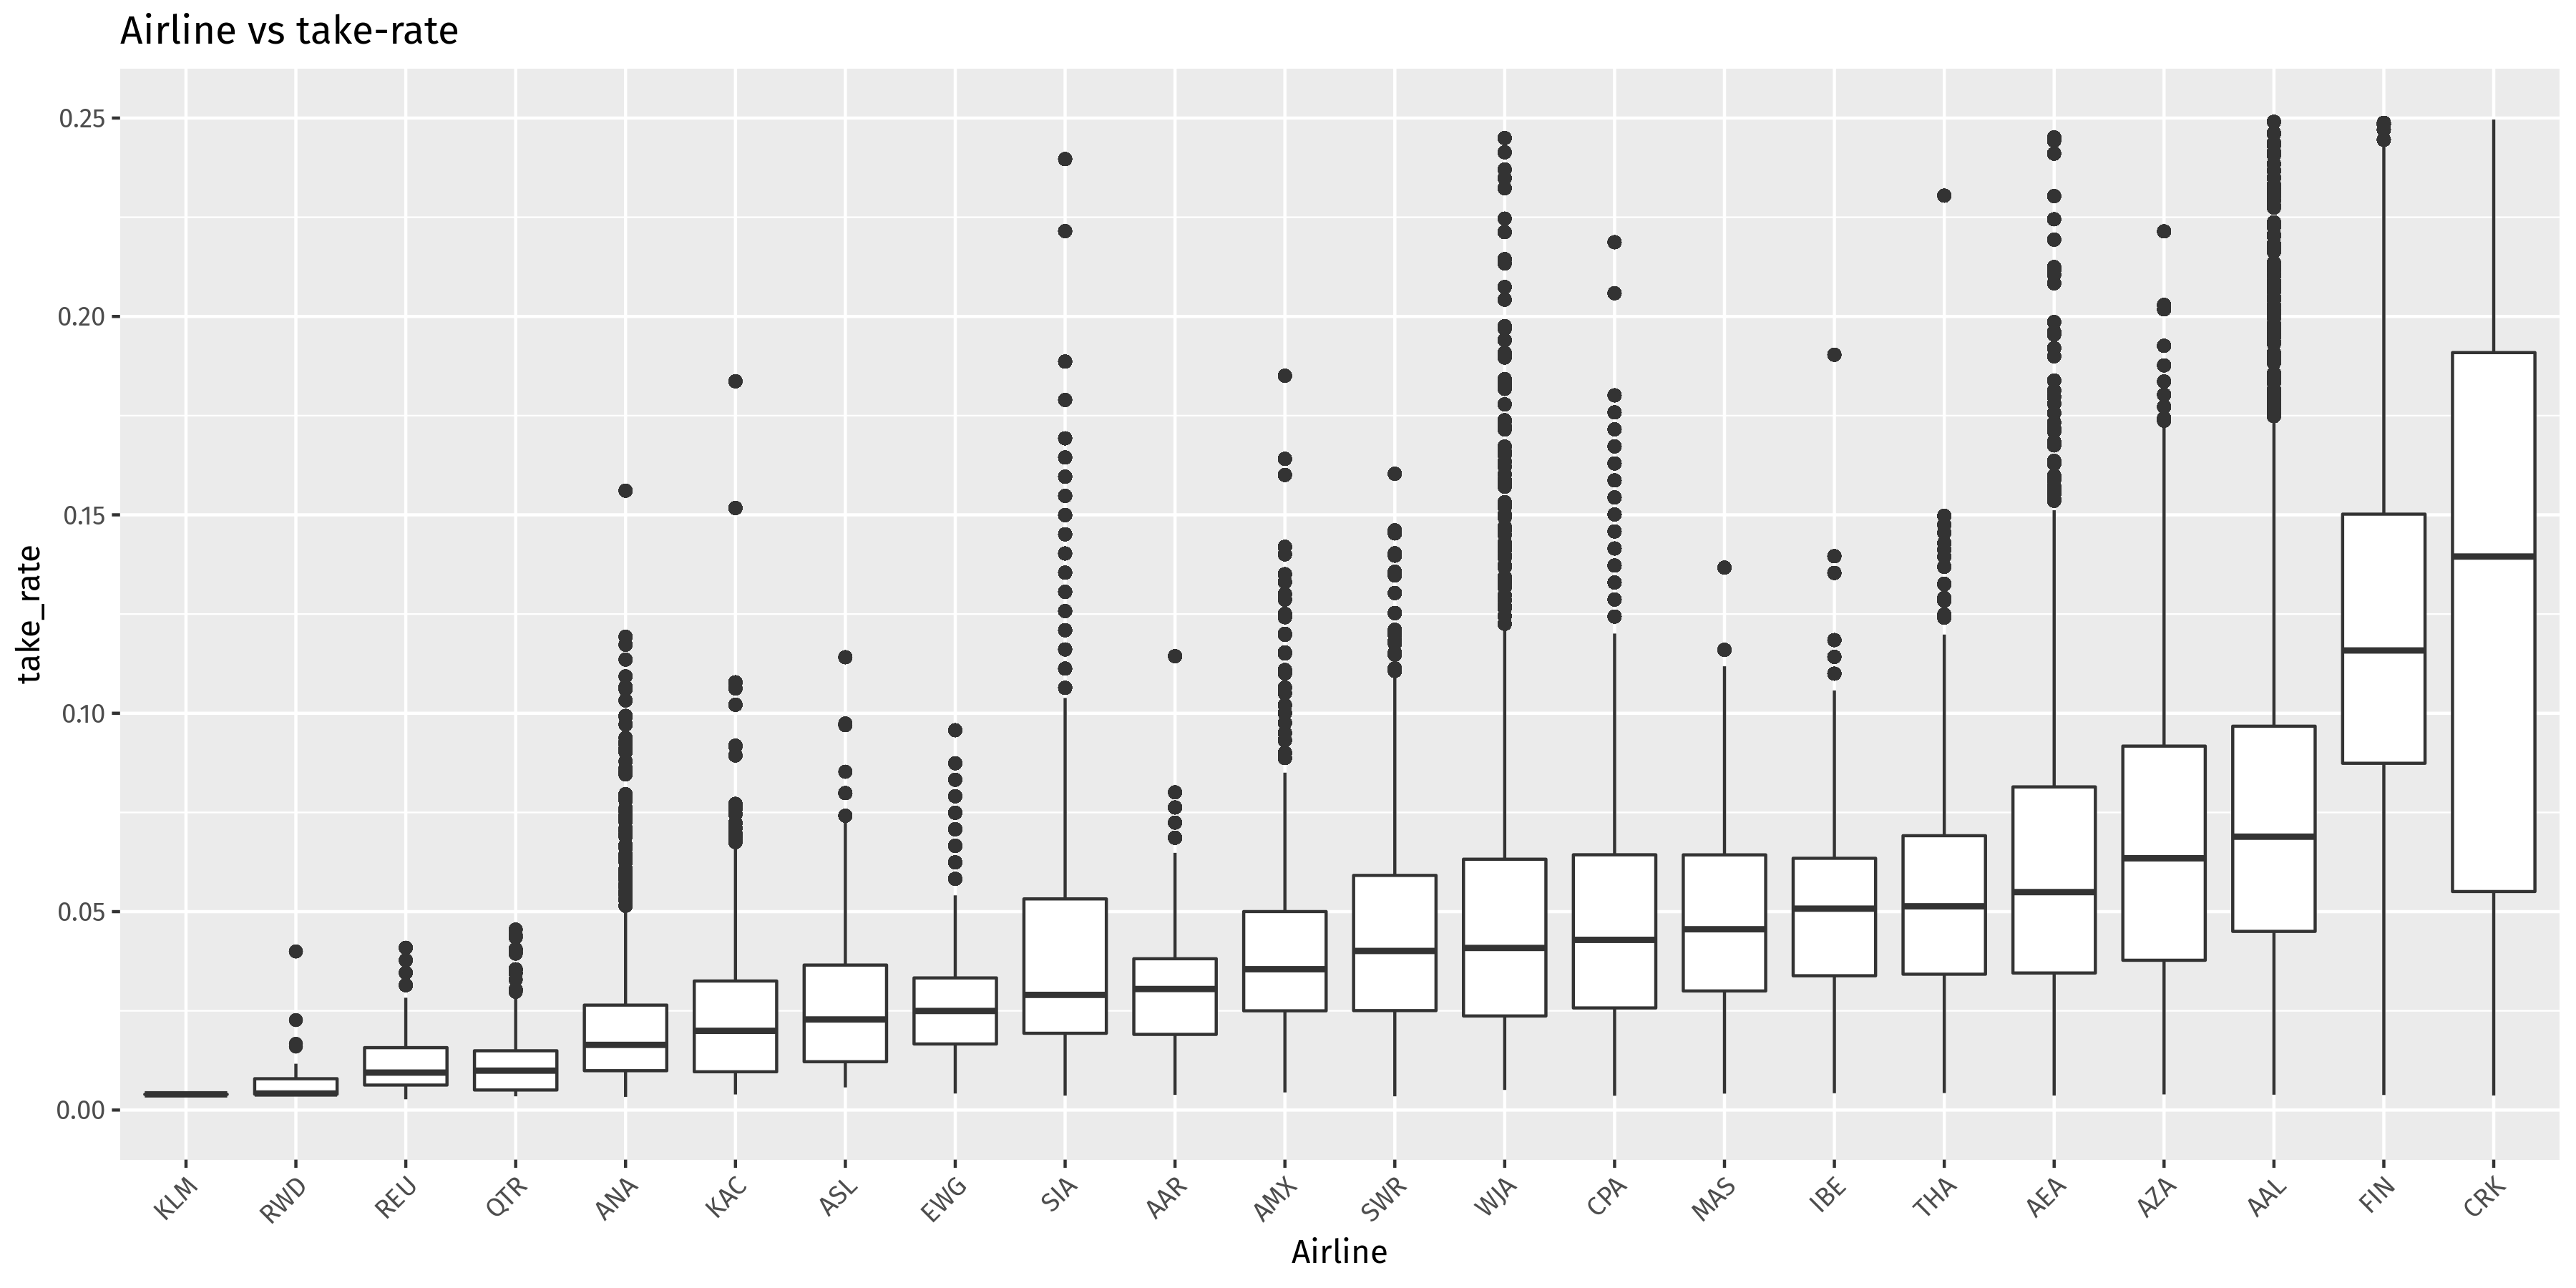 Airline vs take-rate
take_rate
0.25
0.20
0.15
0.10
0.05
0.00
KLM RWD REU QTR ANA KAC ASL EWG SIA AAR AMX SWR WJA CPA MAS IBE THA AEA AZA AAL FIN CRK
Airline